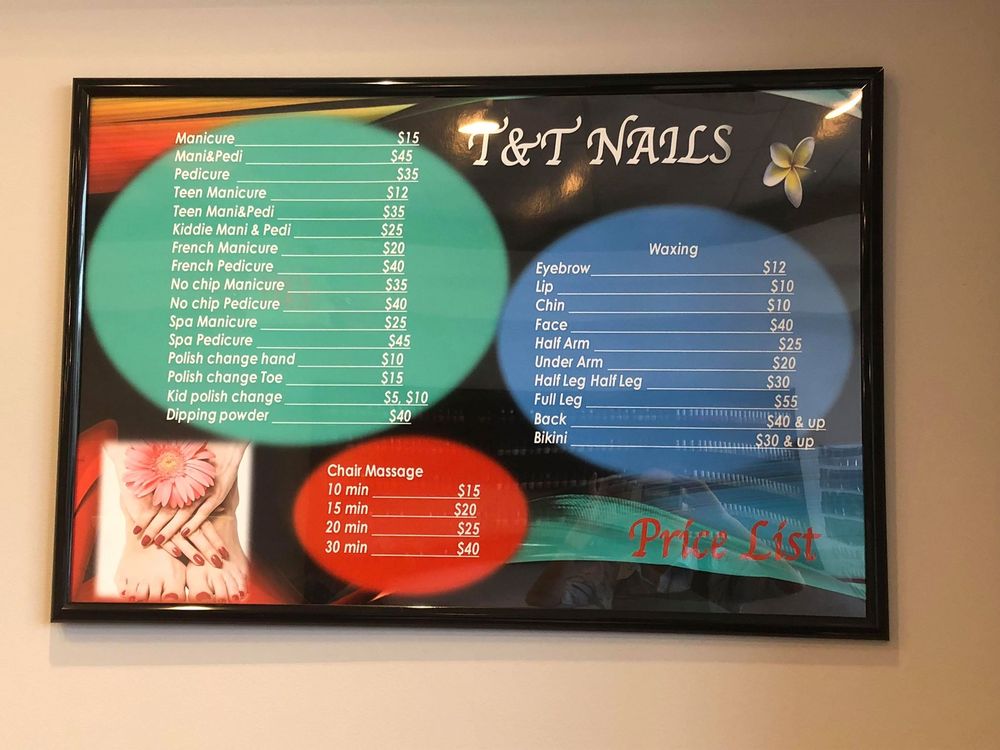 T&T NAILS
Manicure $15
Mani&Pedi $45
Pedicure $35
Teen Manicure $12
Teen Mani&Pedi $35
Kiddie Mani & Pedi $25
French Manicure $20
French Pedicure $40
No chip Manicure $35
No chip Pedicure $40
Spa Manicure $25
Spa Pedicure $45
Polish change hand $10
Polish change Toe $15
Kid polish change $5, $10
Dipping powder $40
Waxing
Eyebrow $12
Lip $10
Chin $10
Face $40
Half Arm $25
Under Arm $20
Half Leg Half Leg $30
Full Leg $55
Back $40 & up
Bikini $30 & up
Chair Massage
10 min $15
15 min $20
20 min $25
30 min $40
Price List